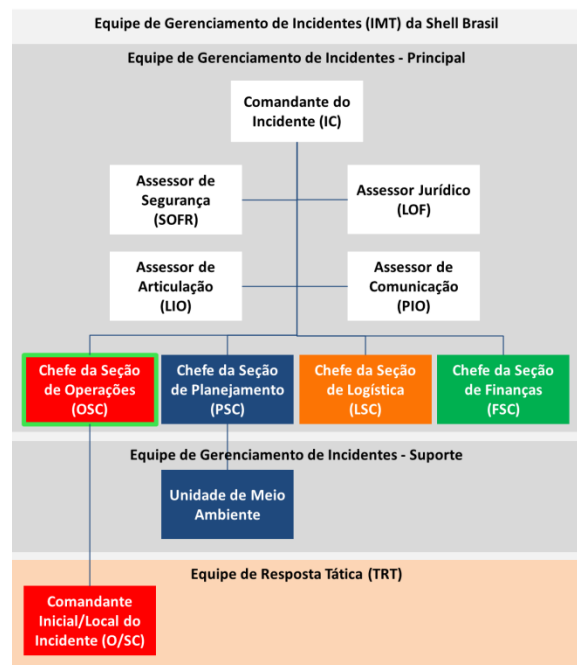 Equipe de Gerenciamento de Incidentes (IMT) da Shell Brasil
Equipe de Gerenciamento de Incidentes - Principal
Comandante do
Incidente (IC)
Assessor de
Segurança
(SOFR)
Assessor Jurídico
(LOF)
Assessor de
Articulação
(LIO)
Assessor de
Comunicação
(PIO)
Chefe da Seção
de Operações
(OSC)
Chefe da Seção
de Planejamento
(PSC)
Chefe da Seção
de Logística
(LSC)
Chefe da Seção
de Finanças
(FSC)
Equipe de Gerenciamento de Incidentes - Suporte
Unidade de Meio
Ambiente
Equipe de Resposta Tática (TRT)
Comandante
Inicial/Local do
Incidente (O/SC)